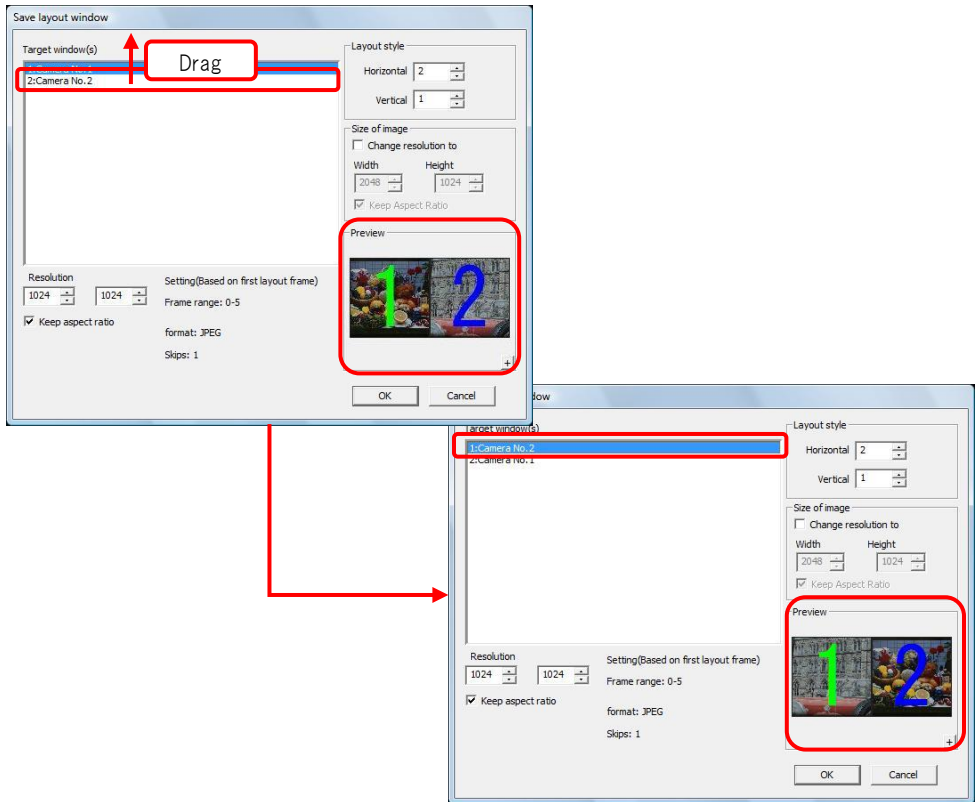 Save layout window
Target window(s)
Drag
2:Camera No.2
Layout style
Horizontal 2
Vertical 1
Size of image
Change resolution to
Width Height
2048 1024
Keep Aspect Ratio
Preview
1 2
+
Resolution
1024 1024
Keep aspect ratio
Setting(Based on first layout frame)
Frame range: 0-5
format: JPEG
Skips: 1
OK Cancel
Target window(s)
1:Camera No.2
2:Camera No.1
Layout style
Horizontal 2
Vertical 1
Size of image
Change resolution to
Width Height
2048 1024
Keep Aspect Ratio
Preview
1 2
+
Resolution
1024 1024
Keep aspect ratio
Setting(Based on first layout frame)
Frame range: 0-5
format: JPEG
Skips: 1
OK Cancel